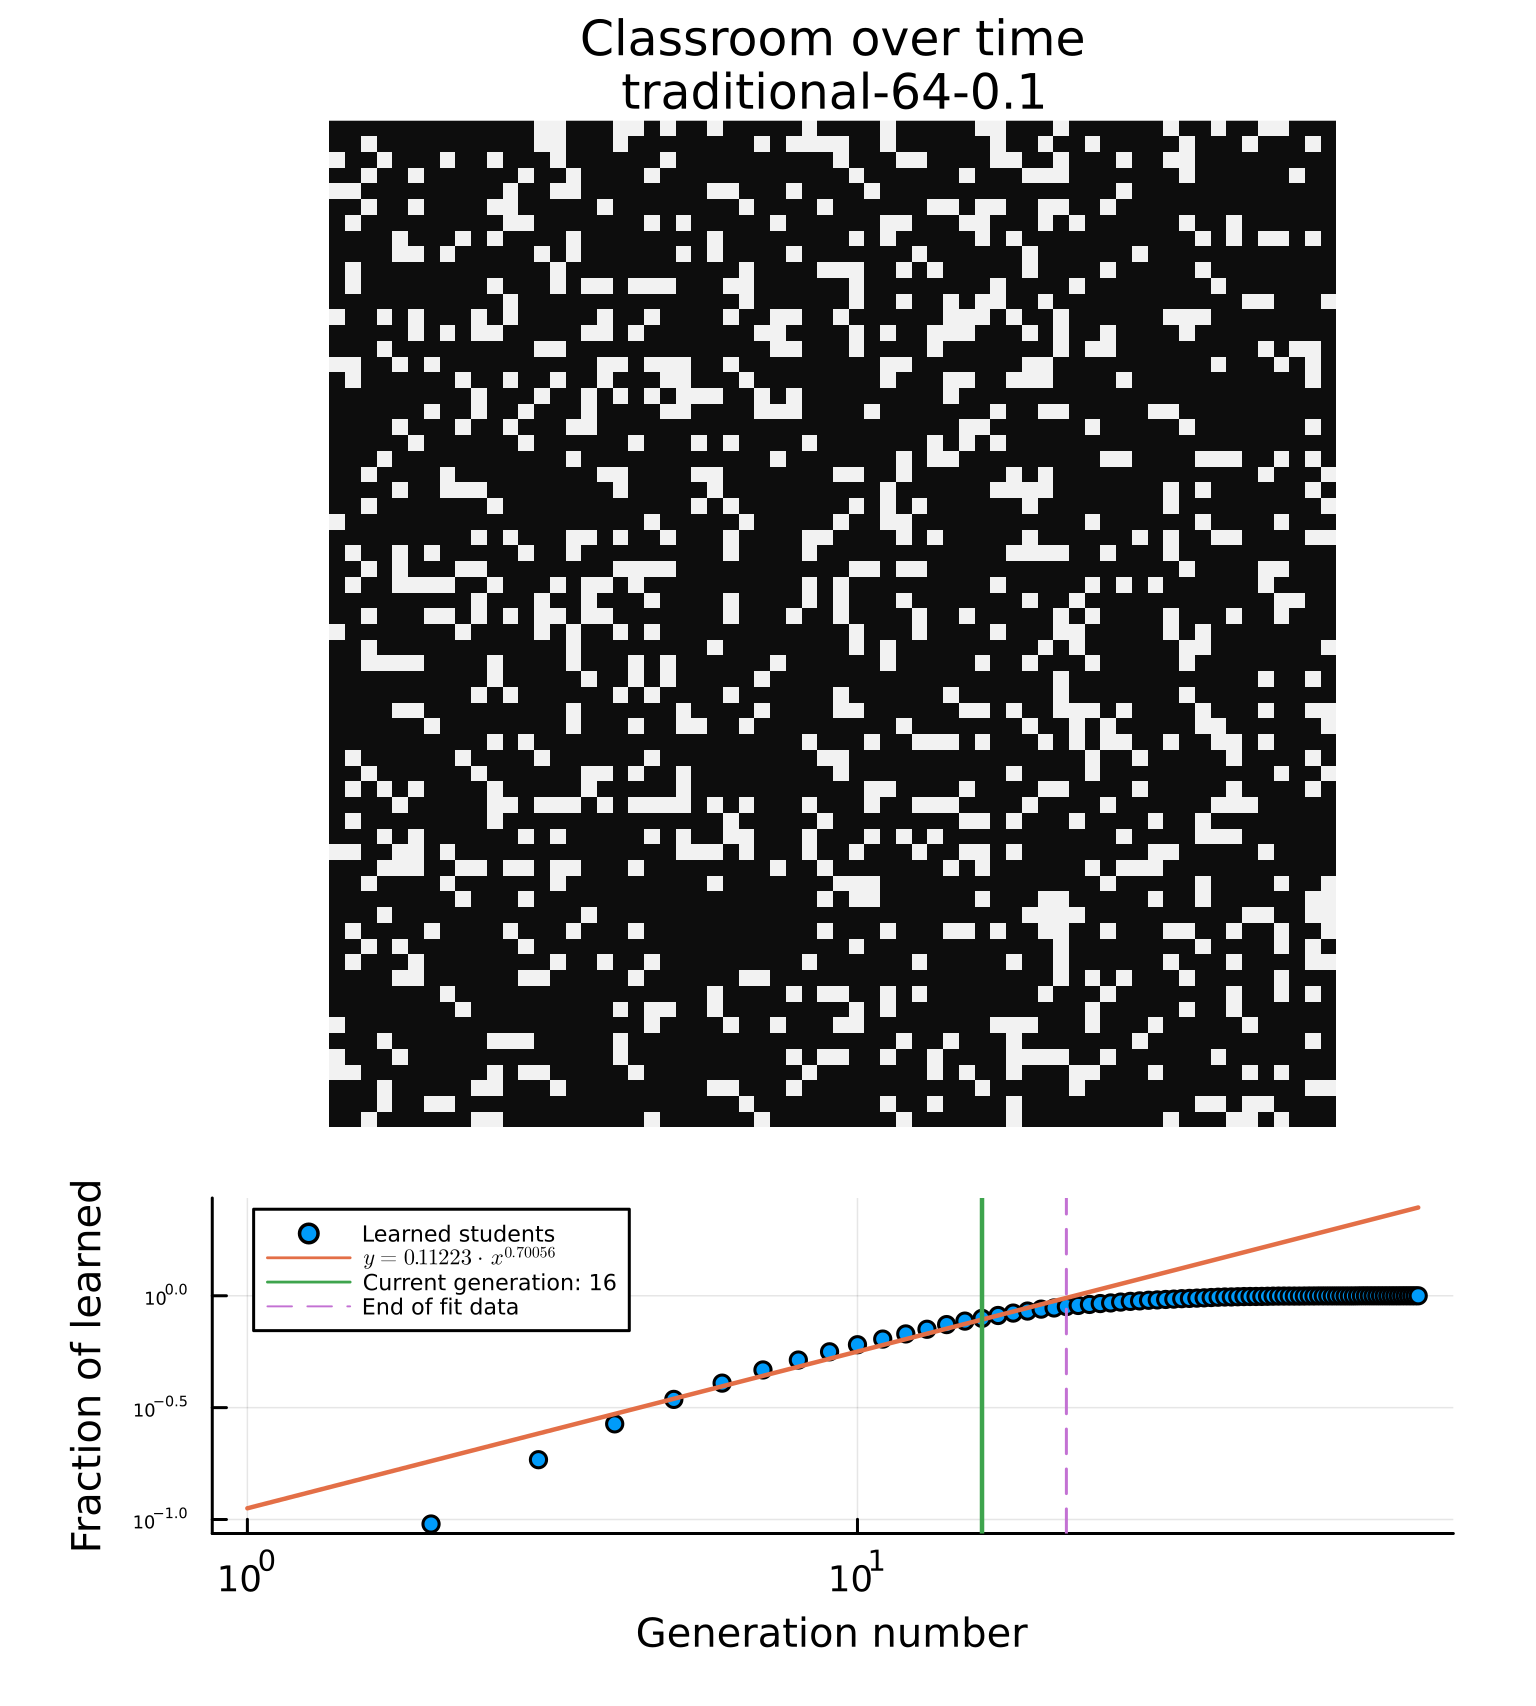 Classroom over time
traditional-64-0.1
Fraction of learned
Learned students
y = 0.11223 · x^0.70056
Current generation: 16
End of fit data
10^0.0
10^−0.5
10^−1.0
10^0
10^1
Generation number